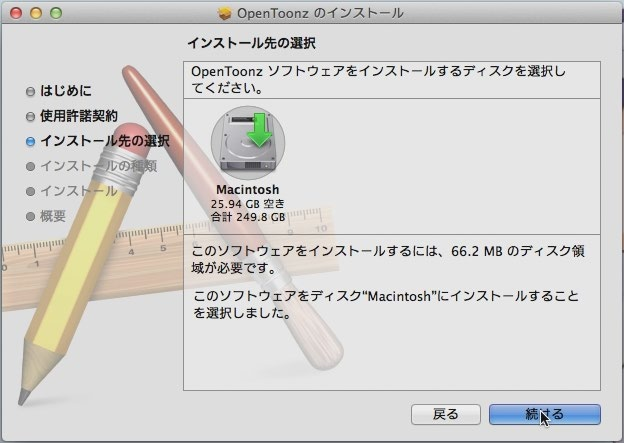 OpenToonz のインストール
インストール先の選択
はじめに
使用許諾契約
インストール先の選択
インストールの種類
インストール
概要
OpenToonz ソフトウェアをインストールするディスクを選択し
てください。
Macintosh
25.94 GB 空き
合計 249.8 GB
このソフトウェアをインストールするには、66.2 MB のディスク領
域が必要です。
このソフトウェアをディスク“Macintosh”にインストールすること
を選択しました。
戻る
続ける